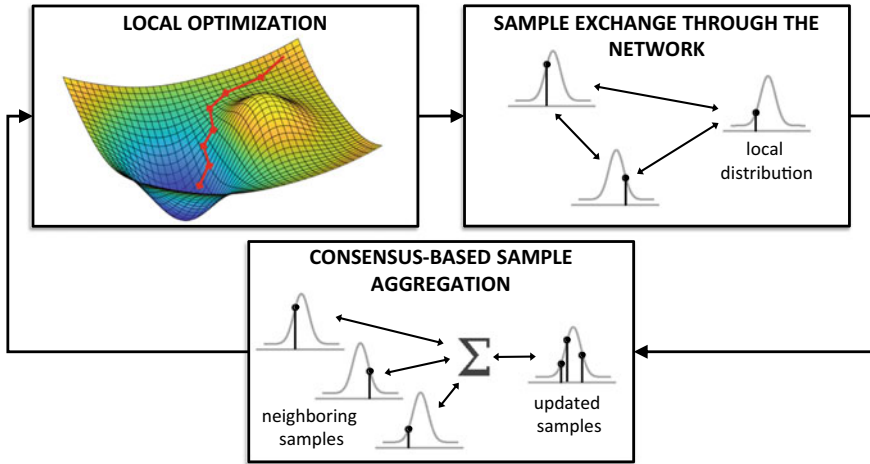 LOCAL OPTIMIZATION
SAMPLE EXCHANGE THROUGH THE
NETWORK
local
distribution
CONSENSUS-BASED SAMPLE
AGGREGATION
Σ
neighboring
samples
updated
samples